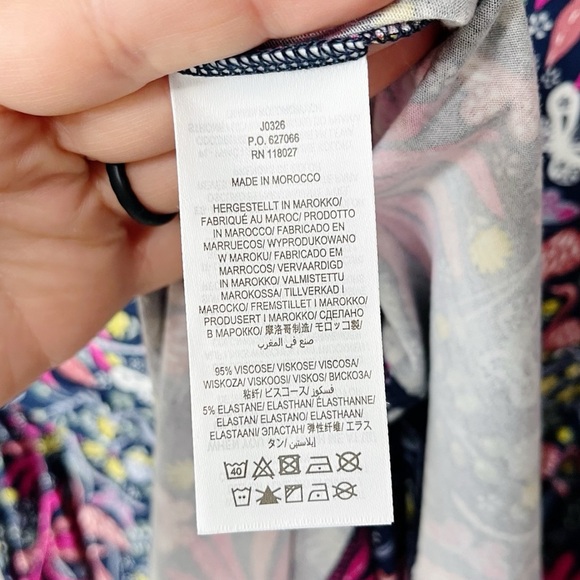 J0326
P.O. 627066
RN 118027
MADE IN MOROCCO
HERGESTELLT IN MAROKKO/
FABRIQUÉ AU MAROC/ PRODOTTO
IN MAROCCO/ FABRICADO EN
MARRUECOS/ WYPRODUKOWANO
W MAROKU/ FABRICADO EM
MARROCOS/ VERVAARDIGD
IN MAROKKO/ VALMISTETTU
MAROKOSSA/ TILLVERKAD I
MAROCKO/ FREMSTILLET I MAROKKO/
PRODUSERT I MAROKKO/ СДЕЛАНО
В МАРОККО/ 摩洛哥制造/ モロッコ製/
صنع في المغرب
95% VISCOSE/ VISKOSE/ VISCOSA/
WISKOZA/ VISKOOSI/ VISKOS/ ВИСКОЗА/
粘纤/ ビスコース/ فسكوز/
5% ELASTANE/ ELASTHAN/ ÉLASTHANNE/
ELASTAN/ ELASTANO/ ELASTHAAN/
ELASTAANI/ ЭЛАСТАН/ 弹性纤维/ エラス
タン/ إيلاستين/
40